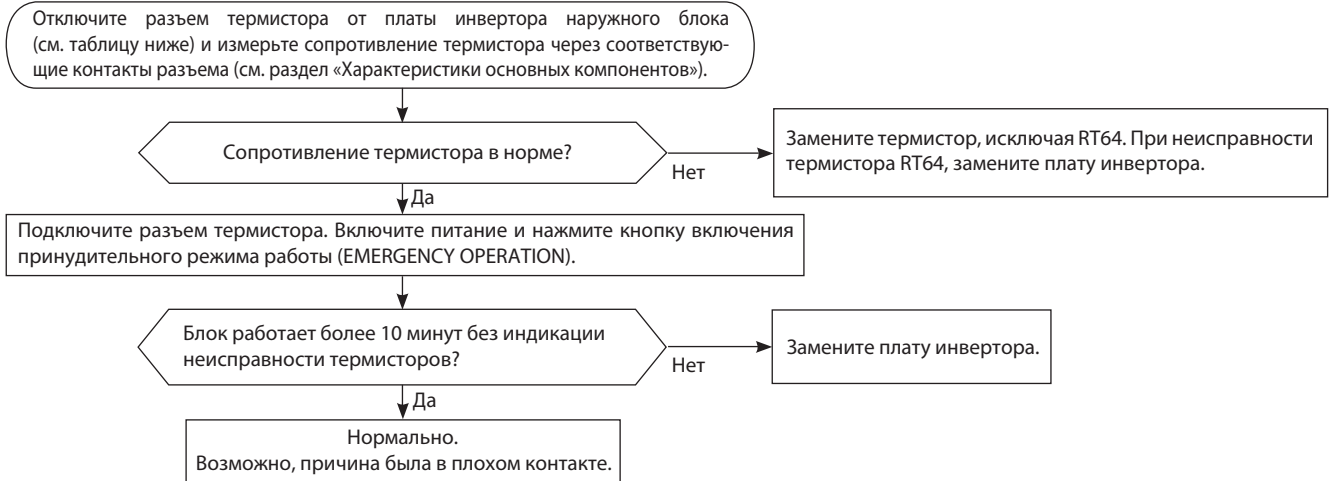 Отключите разъем термистора от платы инвертора наружного блока
(см. таблицу ниже) и измерьте сопротивление термистора через соответствую-
щие контакты разъема (см. раздел «Характеристики основных компонентов»).
Сопротивление термистора в норме?
Нет
Замените термистор, исключая RT64. При неисправности
термистора RT64, замените плату инвертора.
Да
Подключите разъем термистора. Включите питание и нажмите кнопку включения
принудительного режима работы (EMERGENCY OPERATION).
Блок работает более 10 минут без индикации
неисправности термисторов?
Нет
Замените плату инвертора.
Да
Нормально.
Возможно, причина была в плохом контакте.